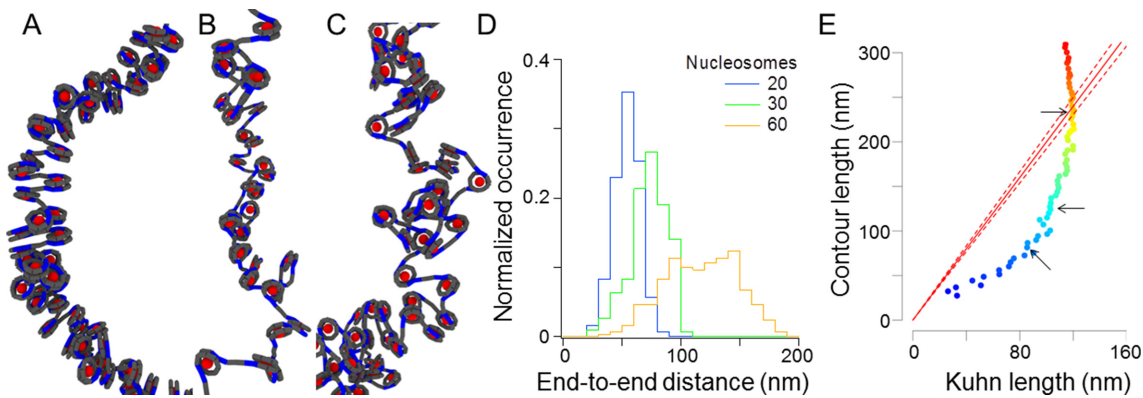 A B C D E
Normalized occurrence
0.4
0.2
0
Nucleosomes
20
30
60
0 100 200
End-to-end distance (nm)
Contour length (nm)
300
200
100
0
0 80 160
Kuhn length (nm)